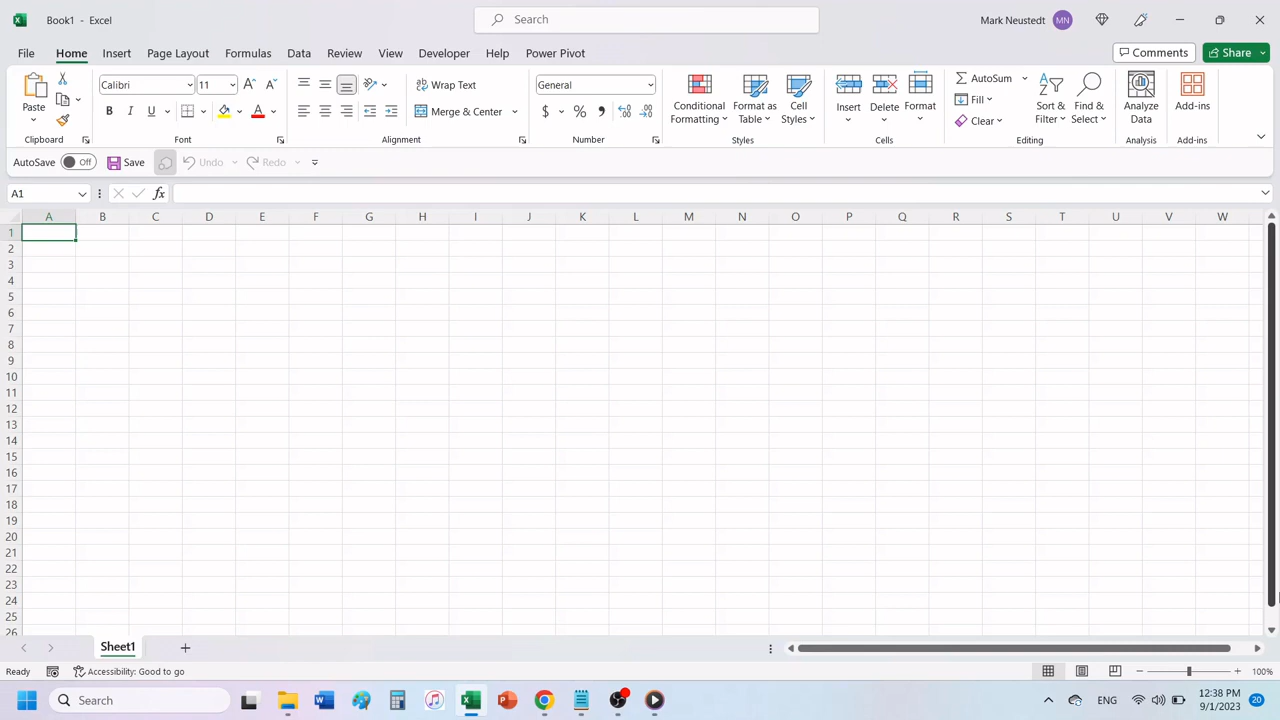 Book1 - Excel
Search
Mark Neustedt MN
File Home Insert Page Layout Formulas Data Review View Developer Help Power Pivot
Comments Share
Paste
Clipboard
Calibri 11
B I U
Font
Wrap Text
Merge & Center
Alignment
General
$ % ,
Number
Conditional Formatting
Format as Table
Cell Styles
Styles
Insert Delete Format
Cells
AutoSum
Fill
Clear
Sort & Filter
Find & Select
Editing
Analyze Data
Analysis
Add-ins
Add-ins
AutoSave Off Save Undo Redo
A1 fx
A B C D E F G H I J K L M N O P Q R S T U V W
1
2
3
4
5
6
7
8
9
10
11
12
13
14
15
16
17
18
19
20
21
22
23
24
25
26
Sheet1
Ready Accessibility: Good to go 100%
Search ENG 12:38 PM
9/1/2023 20